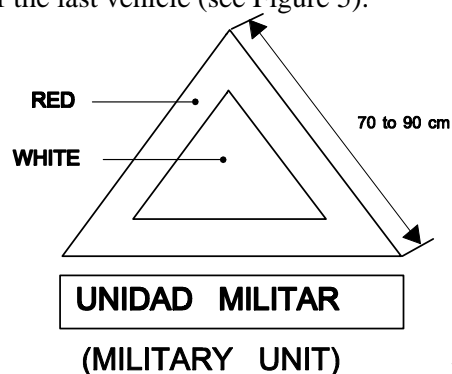 the last vehicle (see Figure 5).
RED
70 to 90 cm
WHITE
UNIDAD MILITAR
(MILITARY UNIT)